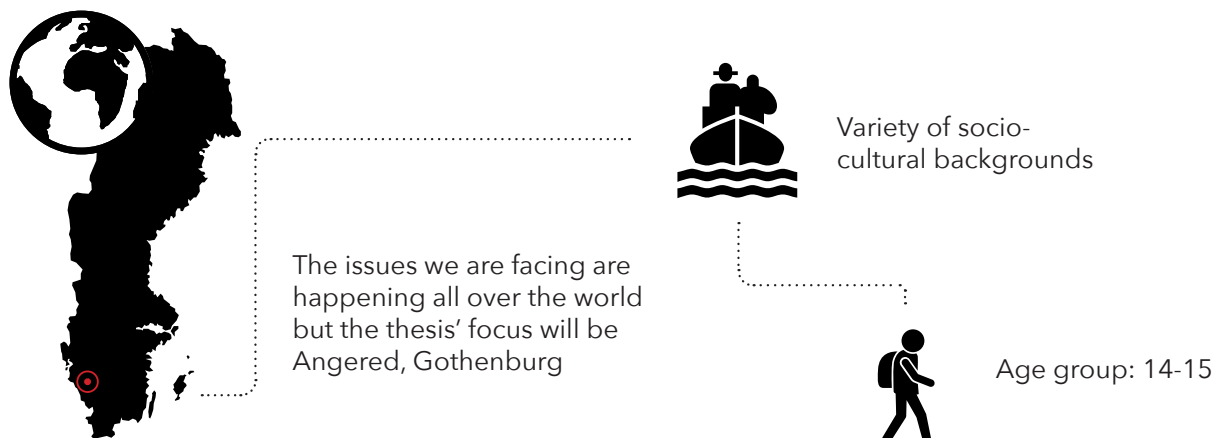 Variety of socio-
cultural backgrounds
The issues we are facing are
happening all over the world
but the thesis’ focus will be
Angered, Gothenburg
Age group: 14-15